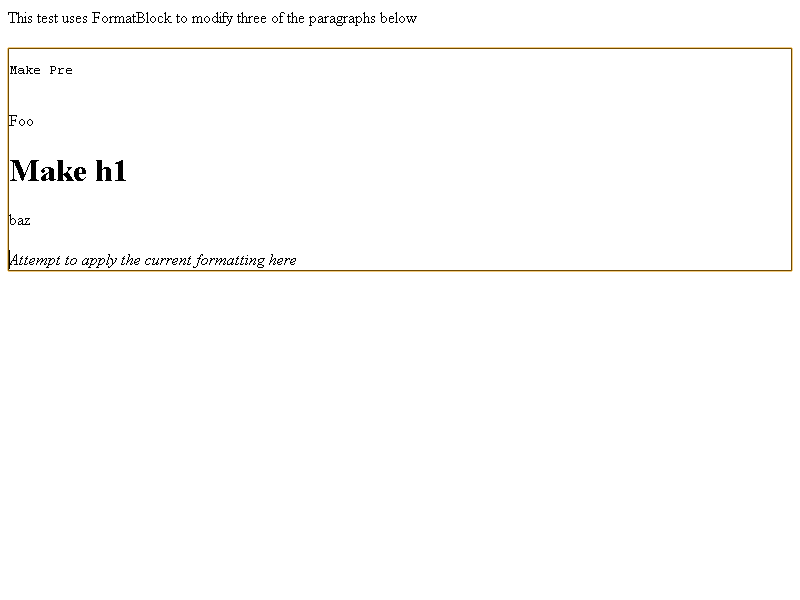 This test uses FormatBlock to modify three of the paragraphs below
Make Pre
Foo
Make h1
baz
Attempt to apply the current formatting here